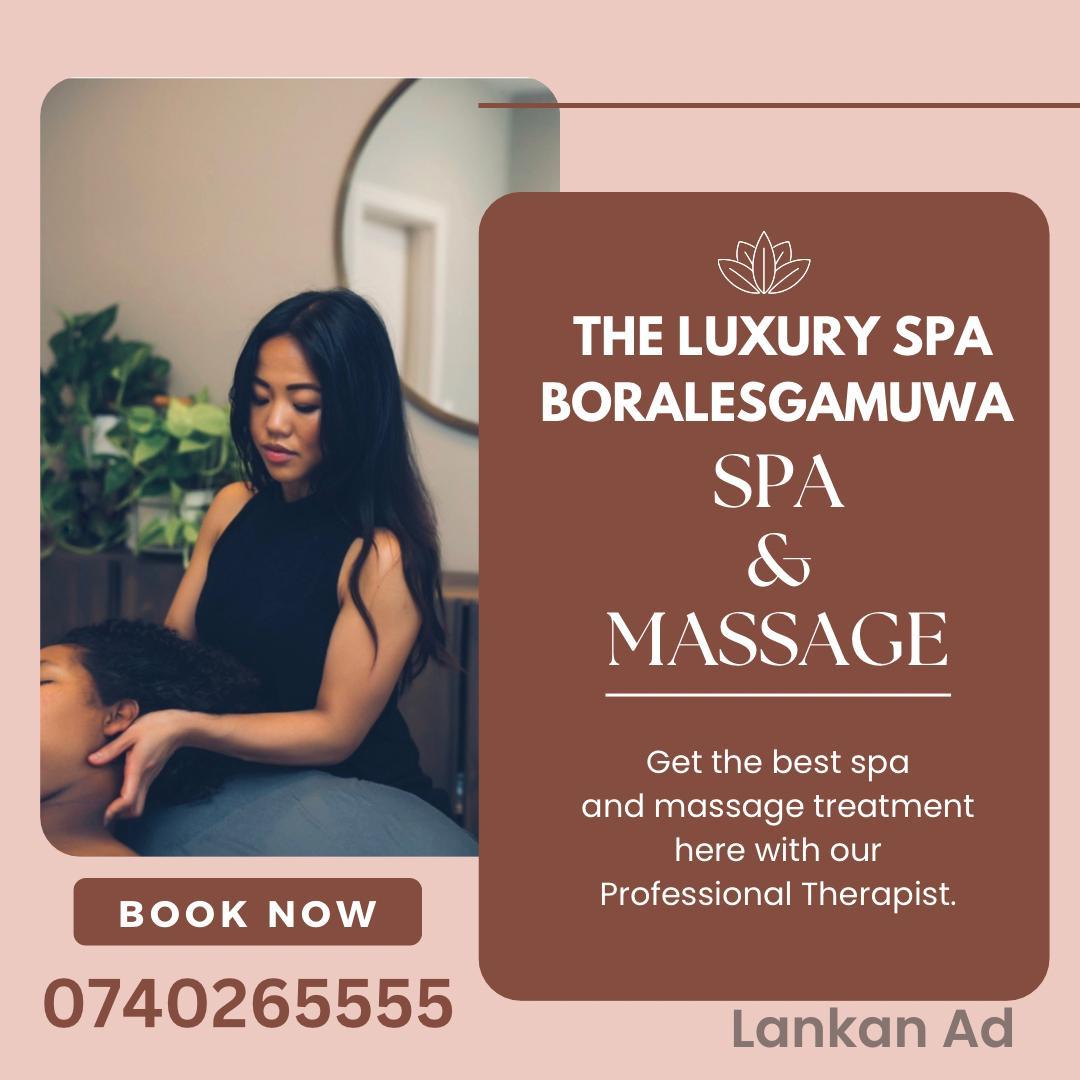 THE LUXURY SPA
BORALESGAMUWA
SPA
&
MASSAGE
Get the best spa
and massage treatment
here with our
Professional Therapist.
BOOK NOW
0740265555
Lankan Ad